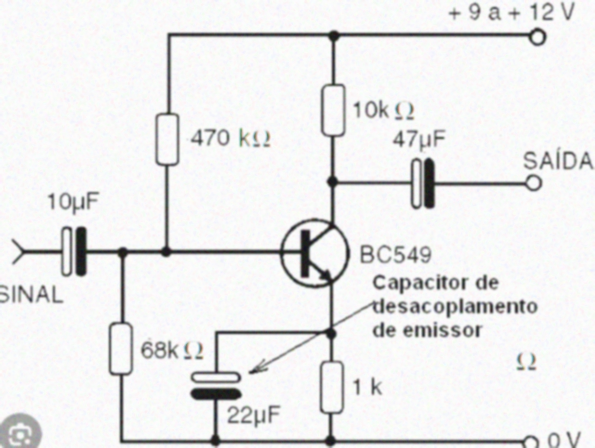 + 9 a + 12 V
10k Ω
470 kΩ
47µF
SAÍDA
10µF
BC549
SINAL
Capacitor de
desacoplamento
de emissor
68k Ω
Ω
1 k
22µF
0 V